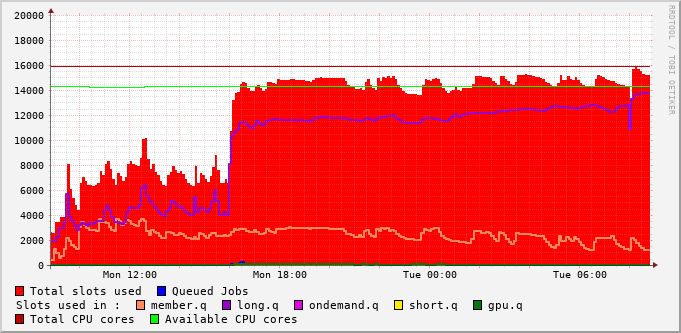 20000
18000
16000
14000
12000
10000
8000
6000
4000
2000
0
Mon 12:00 Mon 18:00 Tue 00:00 Tue 06:00
Total slots used Queued Jobs
Slots used in : member.q long.q ondemand.q short.q gpu.q
Total CPU cores Available CPU cores
RRDTOOL / TOBI OETIKER